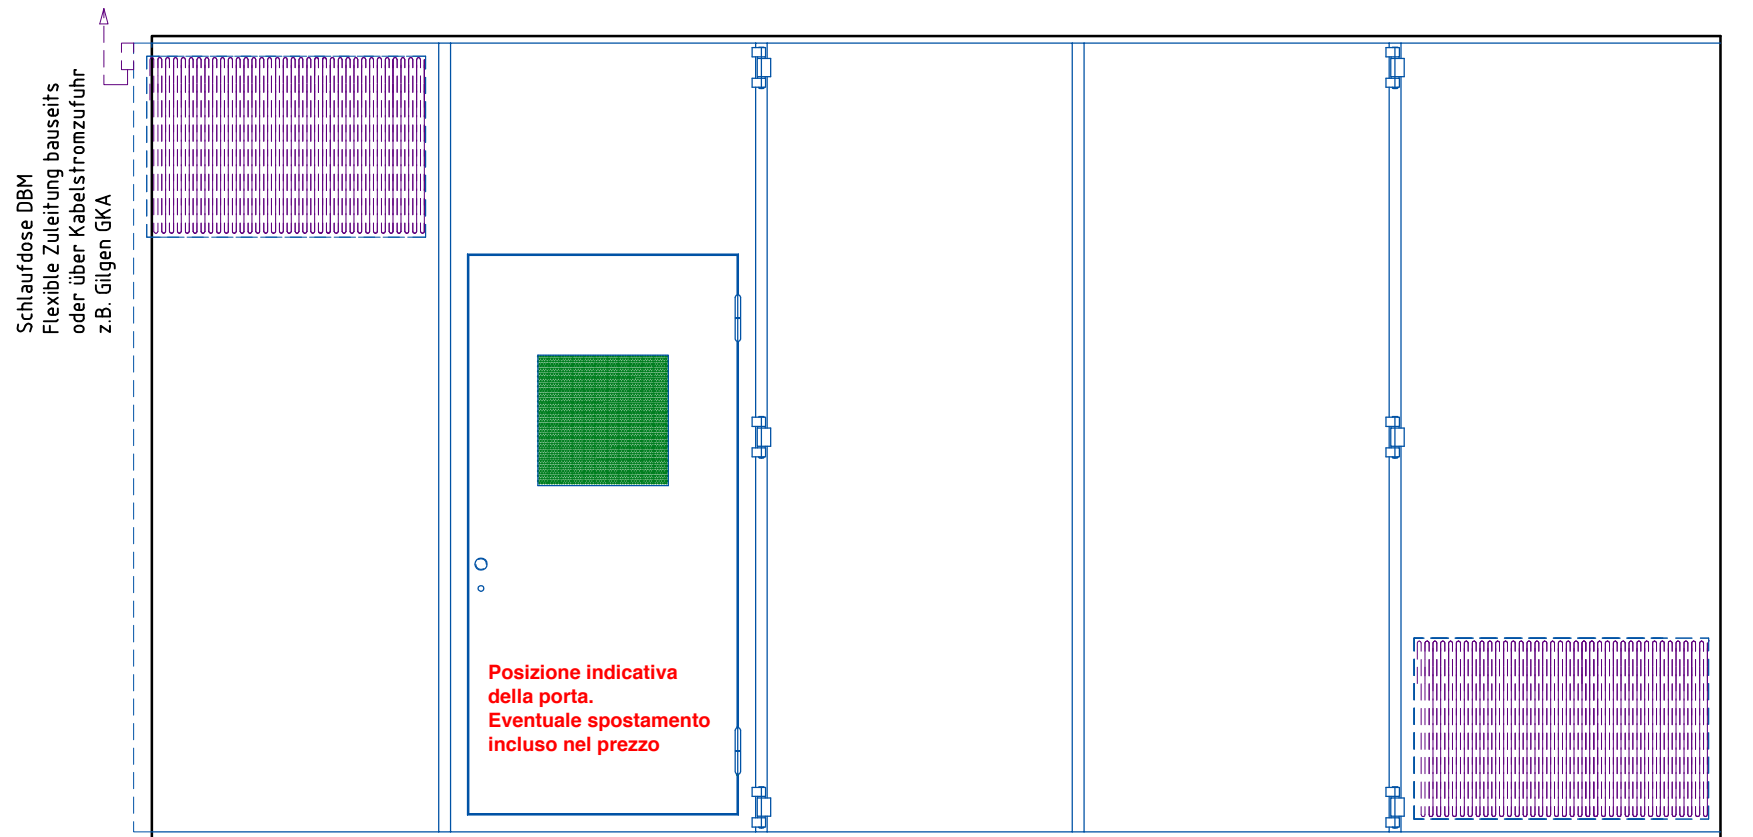 Schlaufdose DBM
Flexible Zuleitung bauseits
oder über Kabelstromzufuhr
z.B. Gilgen GKA
Posizione indicativa
della porta.
Eventuale spostamento
incluso nel prezzo